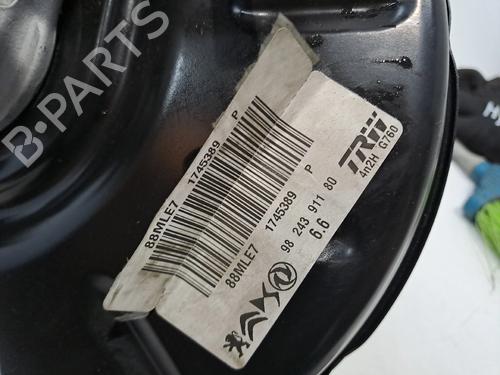 B-PARTS
88MLE7 1745389 P
88MLE7 1745389 P
98 243 911 80
6.6
TRW
4n2H G760